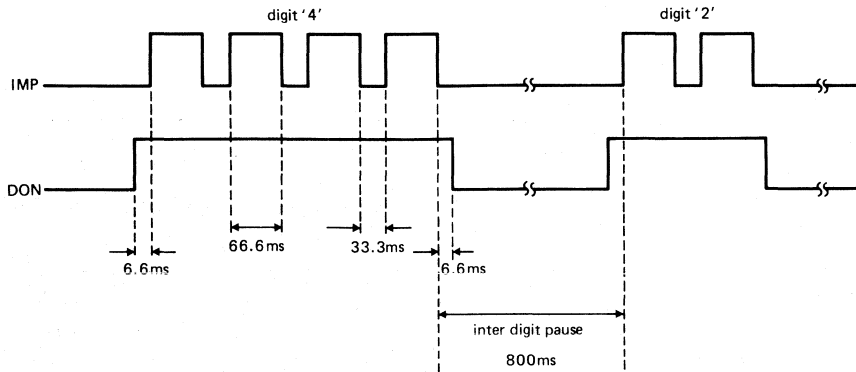 digit '4'
digit '2'
IMP
DON
66.6ms
33.3ms
6.6ms
6.6ms
inter digit pause
800ms